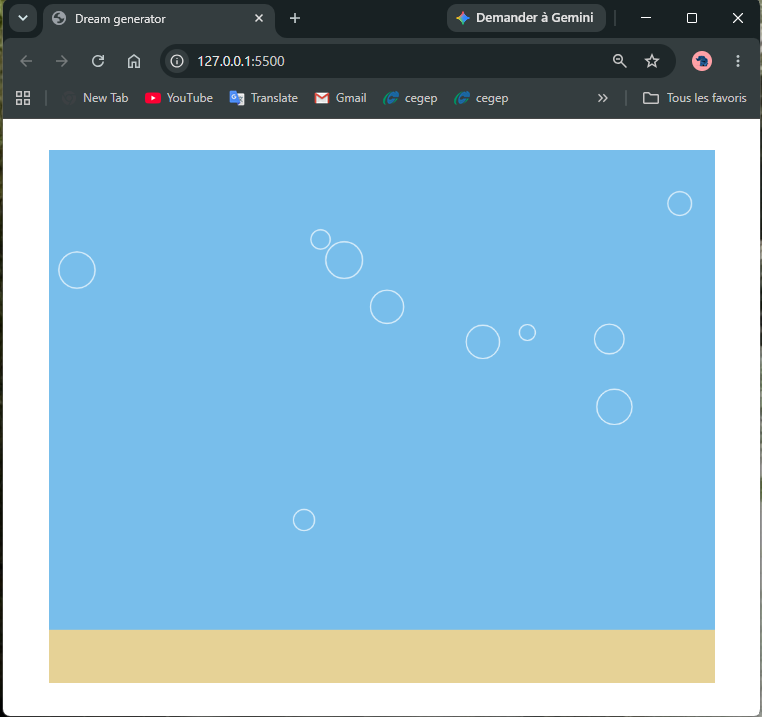 Dream generator
Demander à Gemini
127.0.0.1:5500
New Tab YouTube Translate Gmail cegep cegep Tous les favoris